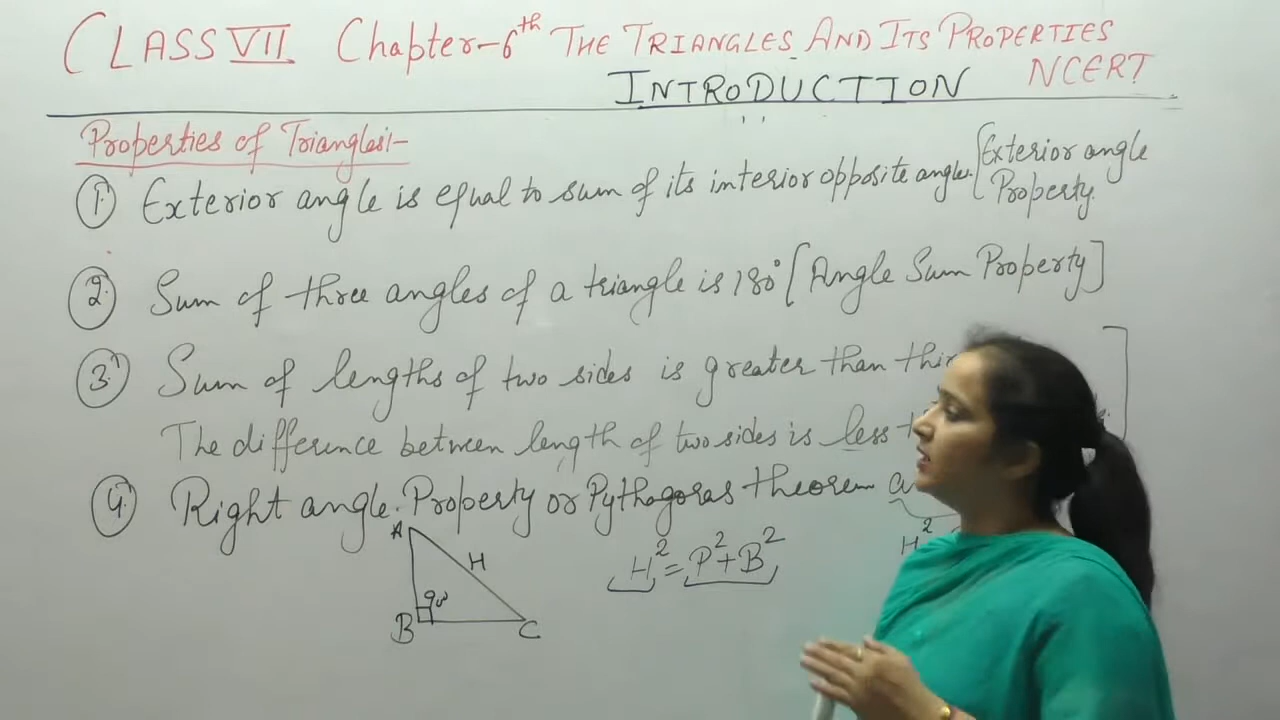 CLASS VII Chapter-6th THE TRIANGLES AND ITS PROPERTIES
INTRODUCTION NCERT
Properties of Triangles:-
1. Exterior angle is equal to sum of its interior opposite angle. [Exterior angle Property.
2. Sum of three angles of a triangle is 180° [Angle Sum Property]
3. Sum of lengths of two sides is greater than
The difference between length of two sides is less
4. Right angle. Property or Pythagoras theorem
A
H
H² = P² + B²
H²
90
B
C